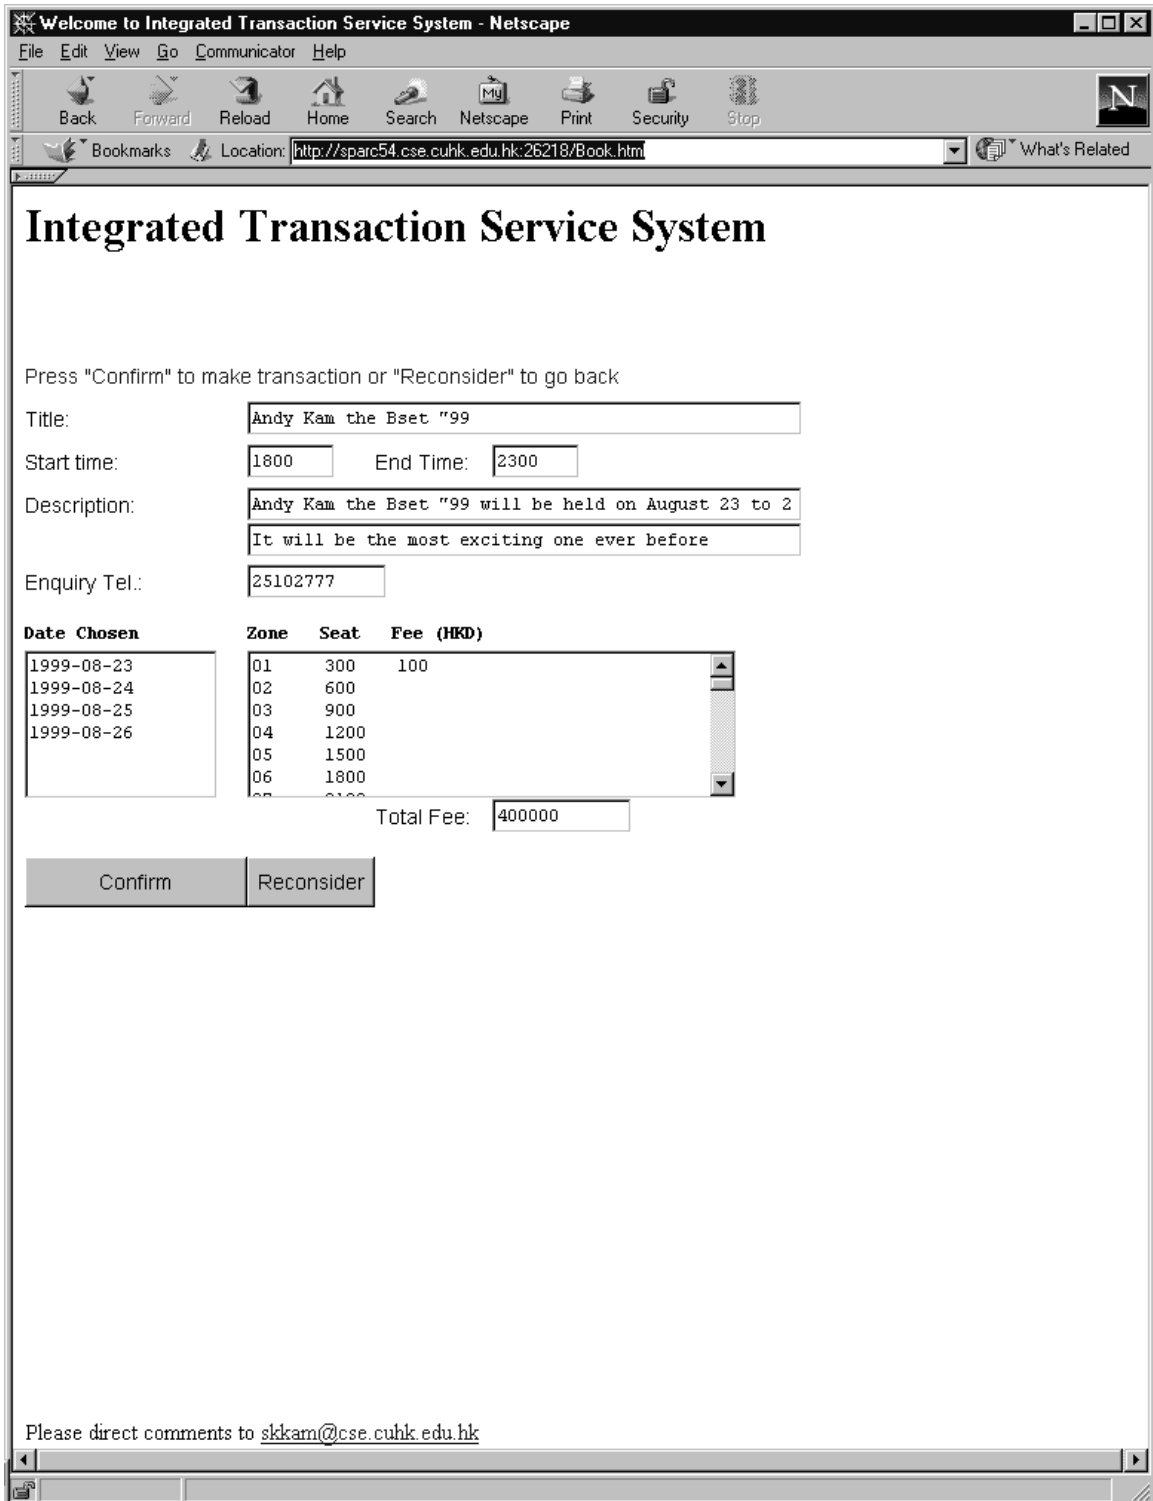 Welcome to Integrated Transaction Service System - Netscape
File Edit View Go Communicator Help
Back Forward Reload Home Search Netscape Print Security Stop
My
N
Bookmarks Location: http://sparc54.cse.cuhk.edu.hk:26218/Book.html What's Related
Integrated Transaction Service System
Press "Confirm" to make transaction or "Reconsider" to go back
Title: Andy Kam the Bset "99
Start time: 1800 End Time: 2300
Description: Andy Kam the Bset "99 will be held on August 23 to 2
It will be the most exciting one ever before
Enquiry Tel.: 25102777
Date Chosen Zone Seat Fee (HKD)
1999-08-23 01 300 100
1999-08-24 02 600
1999-08-25 03 900
1999-08-26 04 1200
05 1500
06 1800
Total Fee: 400000
Confirm Reconsider
Please direct comments to skkam@cse.cuhk.edu.hk